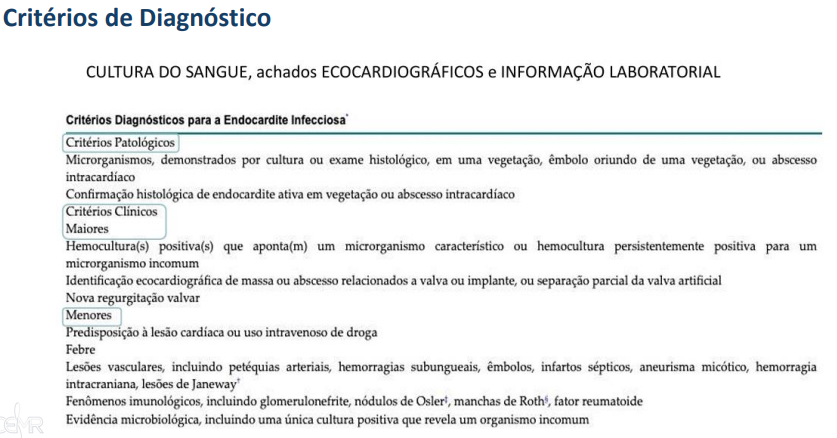 Critérios de Diagnóstico
CULTURA DO SANGUE, achados ECOCARDIOGRÁFICOS e INFORMAÇÃO LABORATORIAL
Critérios Diagnósticos para a Endocardite Infecciosa*
Critérios Patológicos
Microrganismos, demonstrados por cultura ou exame histológico, em uma vegetação, êmbolo oriundo de uma vegetação, ou abscesso
intracardíaco
Confirmação histológica de endocardite ativa em vegetação ou abscesso intracardíaco
Critérios Clínicos
Maiores
Hemocultura(s) positiva(s) que aponta(m) um microrganismo característico ou hemocultura persistentemente positiva para um
microrganismo incomum
Identificação ecocardiográfica de massa ou abscesso relacionados a valva ou implante, ou separação parcial da valva artificial
Nova regurgitação valvar
Menores
Predisposição à lesão cardíaca ou uso intravenoso de droga
Febre
Lesões vasculares, incluindo petéquias arteriais, hemorragias subungueais, êmbolos, infartos sépticos, aneurisma micótico, hemorragia
intracraniana, lesões de Janeway†
Fenômenos imunológicos, incluindo glomerulonefrite, nódulos de Osler‡, manchas de Roth§, fator reumatoide
Evidência microbiológica, incluindo uma única cultura positiva que revela um organismo incomum